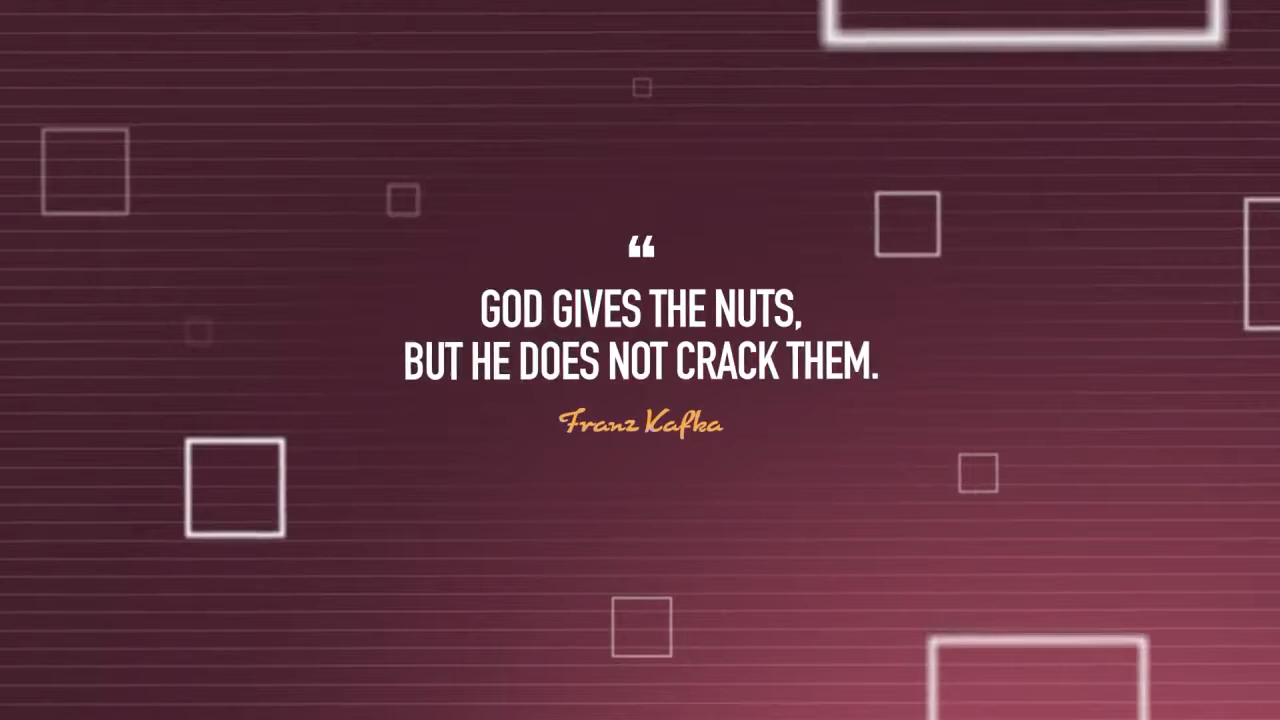 “
GOD GIVES THE NUTS,
BUT HE DOES NOT CRACK THEM.
Franz Kafka